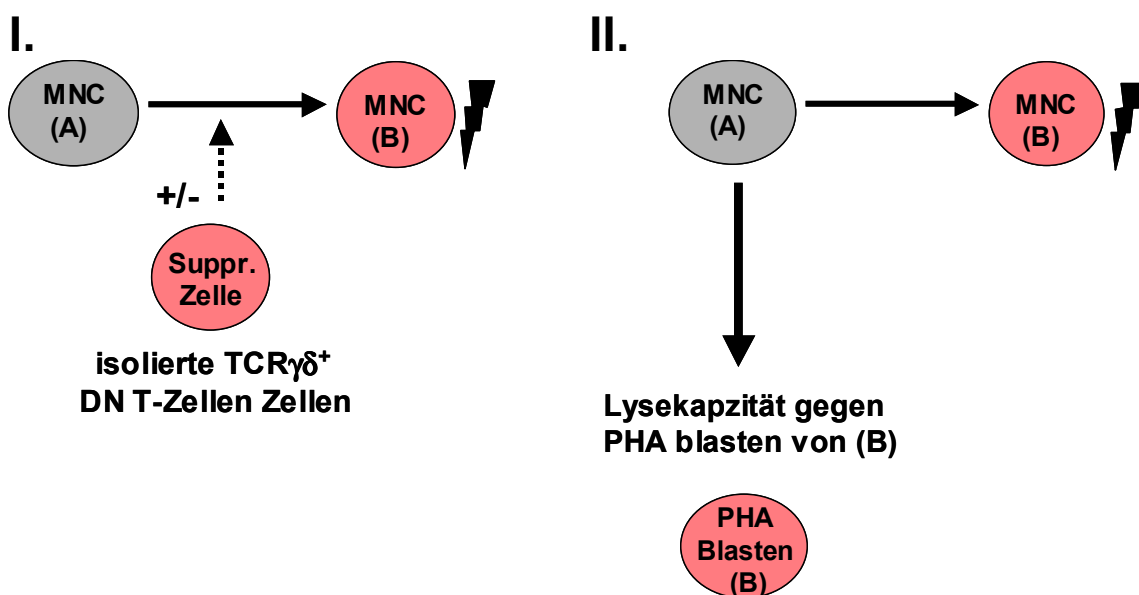 I.
MNC
(A)
MNC
(B)
+/-
Suppr.
Zelle
isolierte TCRγδ+
DN T-Zellen Zellen
II.
MNC
(A)
MNC
(B)
Lysekapzität gegen
PHA blasten von (B)
PHA
Blasten
(B)